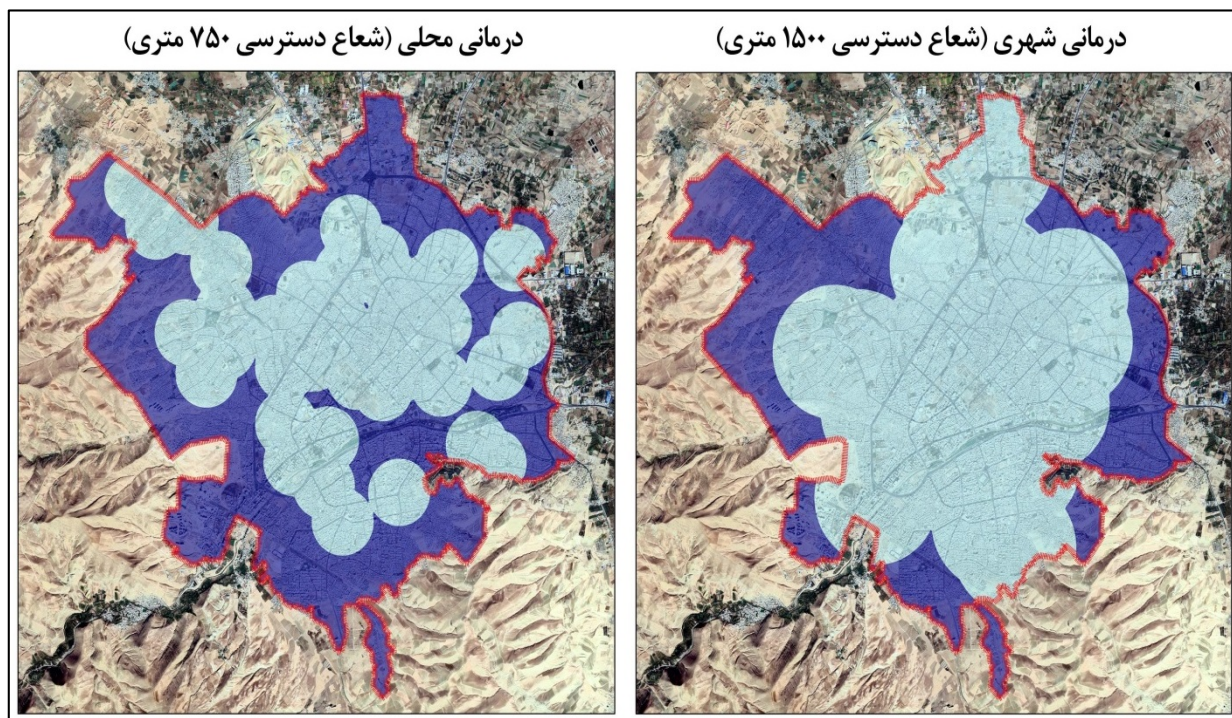 درمانی شهری (شعاع دسترسی ۱۵۰۰ متری)
درمانی محلی (شعاع دسترسی ۷۵۰ متری)